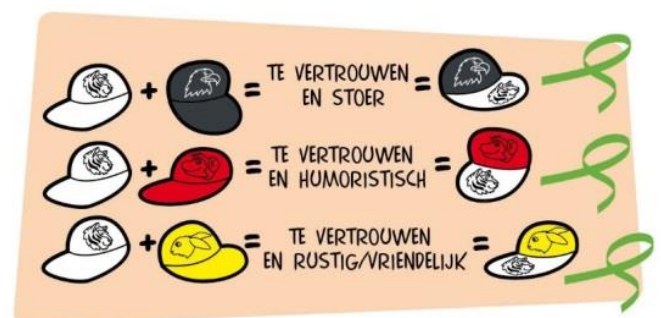 + = TE VERTROUWEN EN STOER =
+ = TE VERTROUWEN EN HUMORISTISCH =
+ = TE VERTROUWEN EN RUSTIG/VRIENDELIJK =